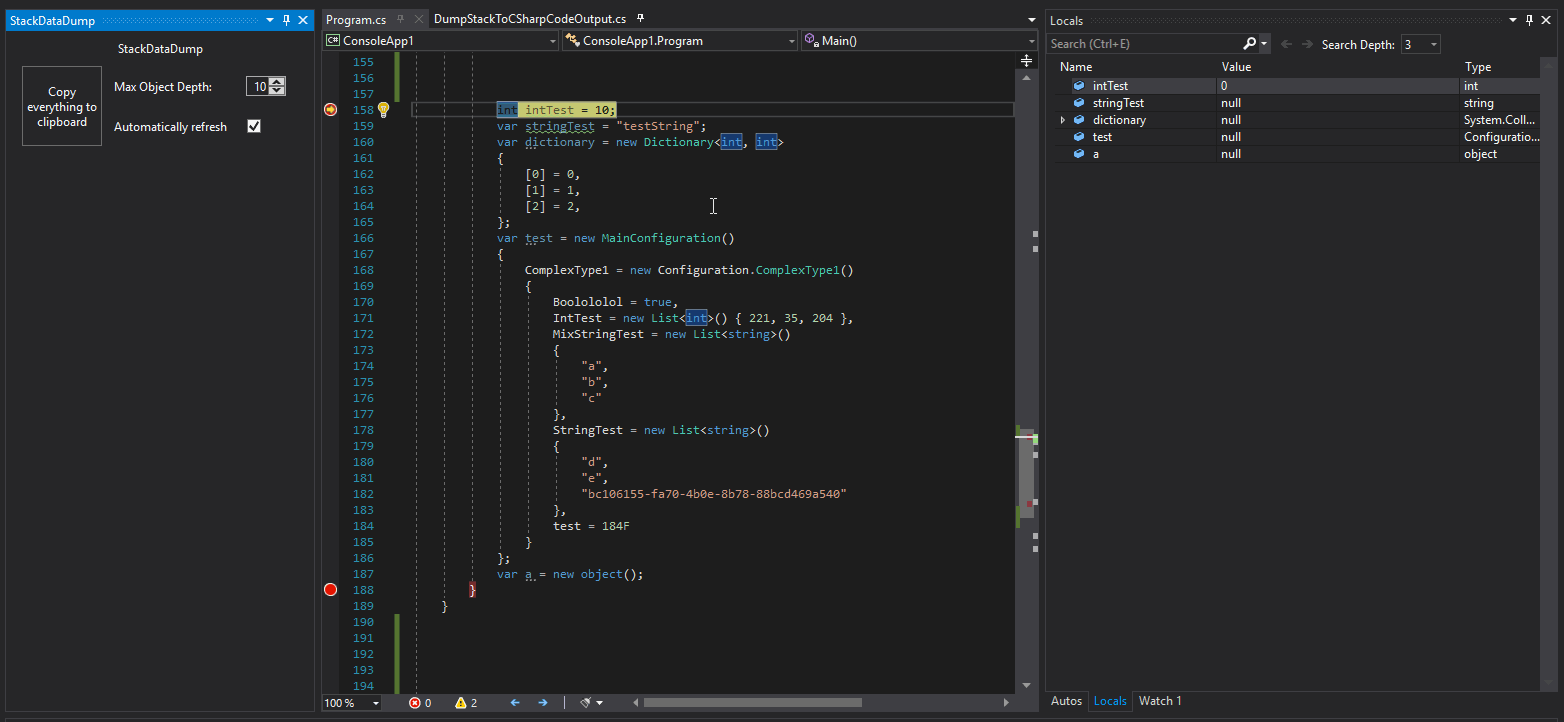 StackDataDump
StackDataDump
Copy
everything to
clipboard
Max Object Depth:
10
Automatically refresh
Program.cs
DumpStackToCSharpCodeOutput.cs
C# ConsoleApp1
ConsoleApp1.Program
Main()
155
156
157
158 int intTest = 10;
159 var stringTest = "testString";
160 var dictionary = new Dictionary<int, int>
161 {
162 [0] = 0,
163 [1] = 1,
164 [2] = 2,
165 };
166 var test = new MainConfiguration()
167 {
168 ComplexType1 = new Configuration.ComplexType1()
169 {
170 Boolololol = true,
171 IntTest = new List<int>() { 221, 35, 204 },
172 MixStringTest = new List<string>()
173 {
174 "a",
175 "b",
176 "c"
177 },
178 StringTest = new List<string>()
179 {
180 "d",
181 "e",
182 "bc106155-fa70-4b0e-8b78-88bcd469a540"
183 },
184 test = 184F
185 }
186 };
187 var a = new object();
188 }
189 }
190
191
192
193
194
100 %
0
2
Locals
Search (Ctrl+E)
Search Depth: 3
Name Value Type
intTest 0 int
stringTest null string
dictionary null System.Coll...
test null Configuratio...
a null object
Autos Locals Watch 1